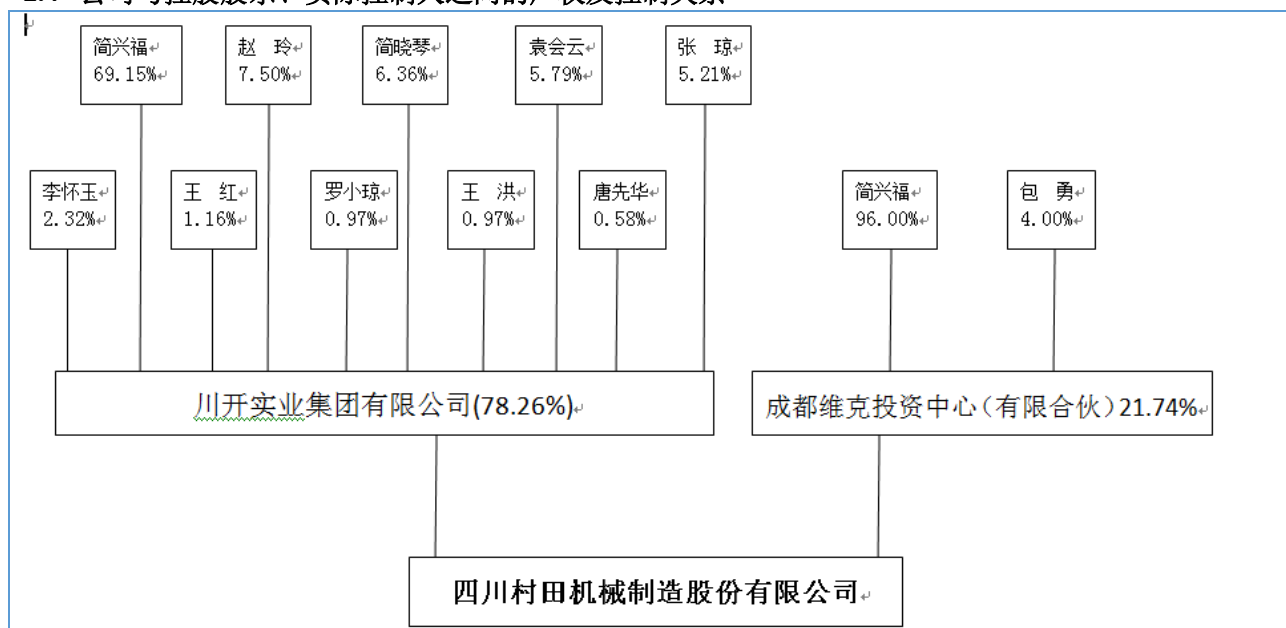 简兴福
69.15%
赵 玲
7.50%
简晓琴
6.36%
袁会云
5.79%
张 琼
5.21%
李怀玉
2.32%
王 红
1.16%
罗小琼
0.97%
王 洪
0.97%
唐先华
0.58%
简兴福
96.00%
包 勇
4.00%
川开实业集团有限公司(78.26%)
成都维克投资中心（有限合伙）21.74%
四川村田机械制造股份有限公司